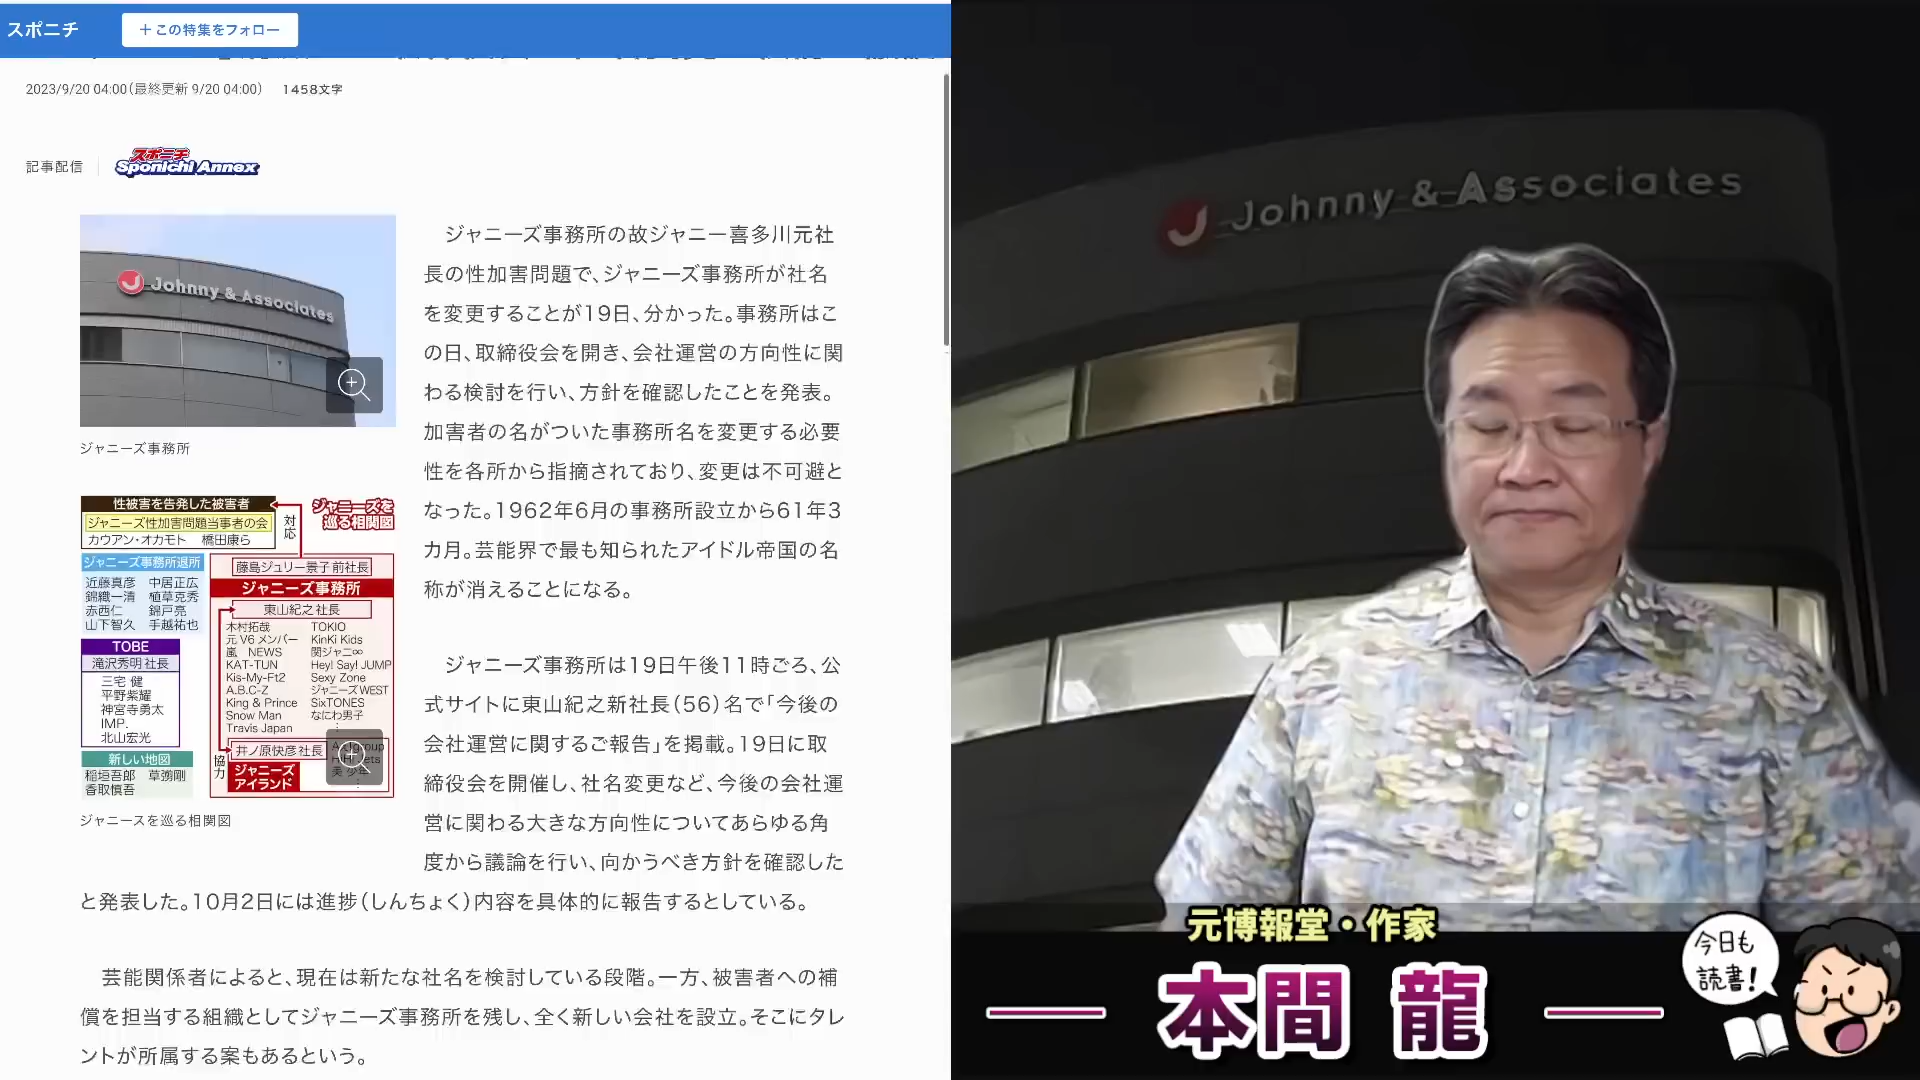 スポニチ
＋この特集をフォロー
2023/9/20 04:00（最終更新 9/20 04:00） 1458文字
記事配信
スポニチ
Sponichi Annex
Johnny & Associates
ジャニーズ事務所
ジャニーズを
巡る相関図
性被害を告発した被害者
ジャニーズ性加害問題当事者の会
カウアン・オカモト 橋田康ら
対応
ジャニーズ事務所退所
近藤真彦 中居正広
錦織一清 植草克秀
赤西仁 錦戸亮
山下智久 手越祐也
TOBE
滝沢秀明 社長
三宅 健
平野紫耀
神宮寺勇太
IMP.
北山宏光
新しい地図
稲垣吾郎 草彅剛
香取慎吾
藤島ジュリー景子前社長
ジャニーズ事務所
東山紀之社長
木村拓哉 TOKIO
元V6メンバー KinKi Kids
嵐 NEWS 関ジャニ∞
KAT-TUN Hey! Say! JUMP
Kis-My-Ft2 Sexy Zone
A.B.C-Z ジャニーズWEST
King & Prince SixTONES
Snow Man なにわ男子
Travis Japan
井ノ原快彦社長
協力
ジャニーズ
アイランド
美 少年
ジャニースを巡る相関図
ジャニーズ事務所の故ジャニー喜多川元社
長の性加害問題で、ジャニーズ事務所が社名
を変更することが19日、分かった。事務所はこ
の日、取締役会を開き、会社運営の方向性に関
わる検討を行い、方針を確認したことを発表。
加害者の名がついた事務所名を変更する必要
性を各所から指摘されており、変更は不可避と
なった。1962年6月の事務所設立から61年3
カ月。芸能界で最も知られたアイドル帝国の名
称が消えることになる。
ジャニーズ事務所は19日午後11時ごろ、公
式サイトに東山紀之新社長（56）名で「今後の
会社運営に関するご報告」を掲載。19日に取
締役会を開催し、社名変更など、今後の会社運
営に関わる大きな方向性についてあらゆる角
度から議論を行い、向かうべき方針を確認した
と発表した。10月2日には進捗（しんちょく）内容を具体的に報告するとしている。
芸能関係者によると、現在は新たな社名を検討している段階。一方、被害者への補
償を担当する組織としてジャニーズ事務所を残し、全く新しい会社を設立。そこにタレ
ントが所属する案もあるという。
Johnny & Associates
元博報堂・作家
本間 龍
今日も
読書!